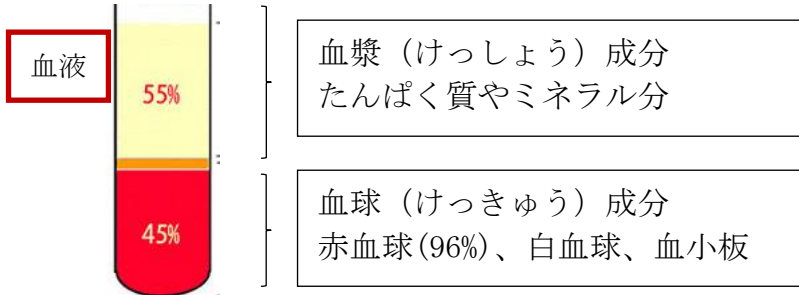 血液
55%
血漿（けっしょう）成分
たんぱく質やミネラル分
45%
血球（けっきゅう）成分
赤血球(96%)、白血球、血小板